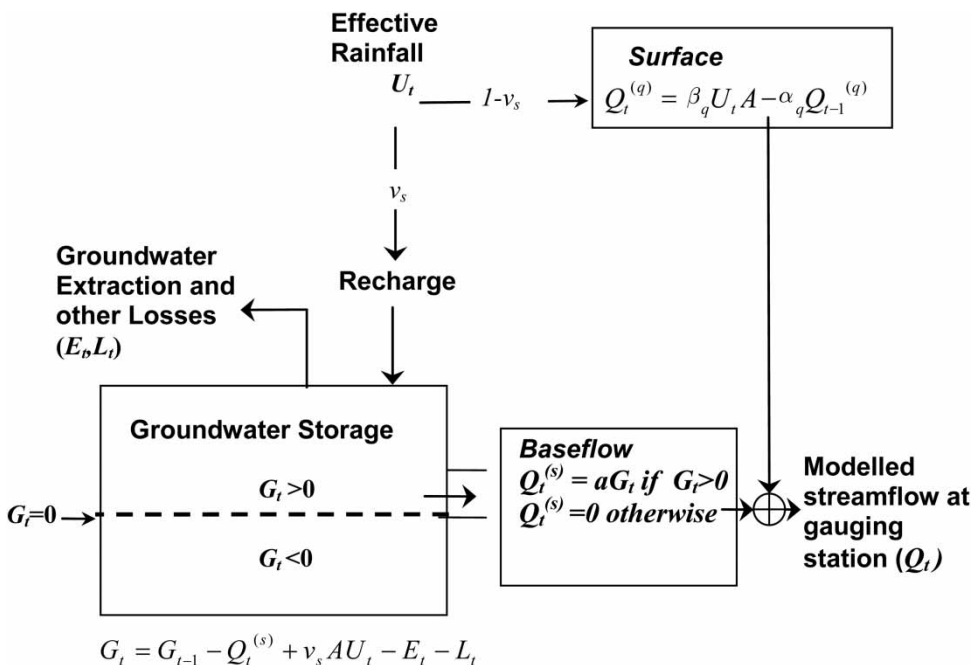 Effective
Rainfall
U_t
1-v_s
Surface
Q_t^{(q)} = β_q U_t A − α_q Q_{t−1}^{(q)}
v_s
Groundwater
Extraction and
other Losses
(E_t, L_t)
Recharge
Groundwater Storage
G_t>0
G_t=0
G_t<0
Baseflow
Q_t^{(s)} = aG_t if G_t>0
Q_t^{(s)} =0 otherwise
Modelled
streamflow at
gauging
station (Q_t)
G_t = G_{t−1} − Q_t^{(s)} + v_s AU_t − E_t − L_t